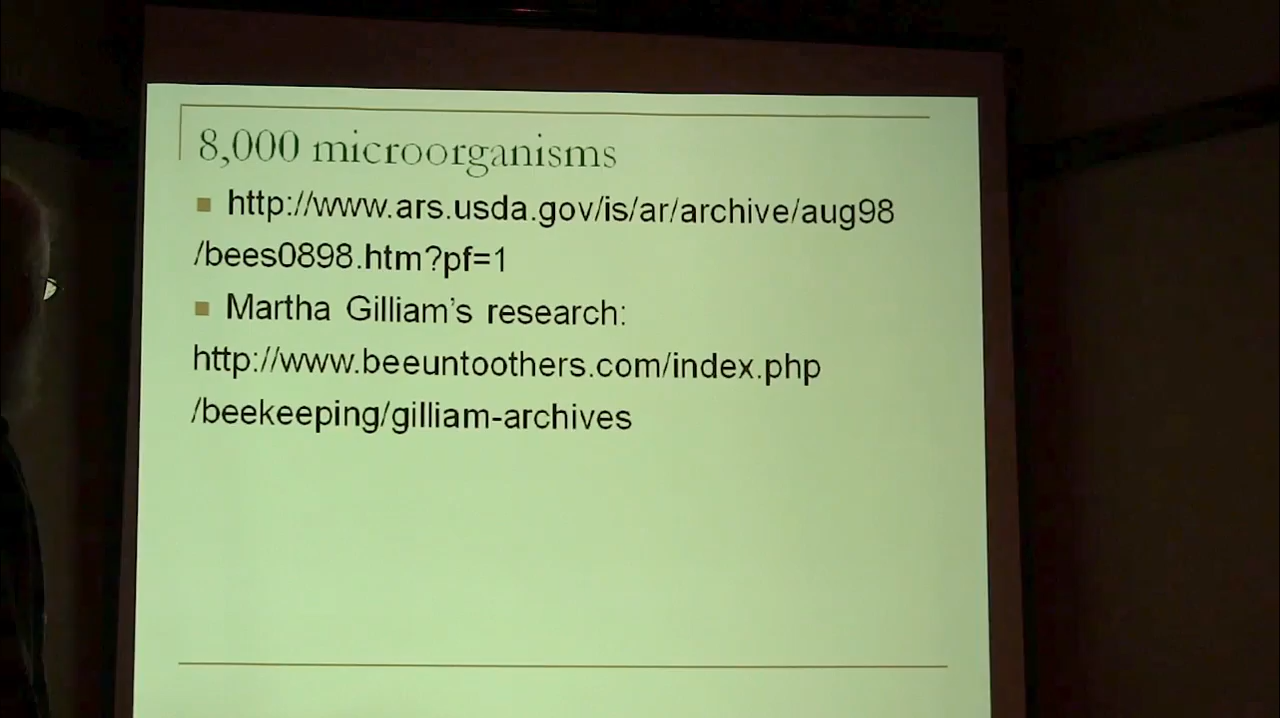 8,000 microorganisms
http://www.ars.usda.gov/is/ar/archive/aug98
/bees0898.htm?pf=1
Martha Gilliam's research:
http://www.beeuntoothers.com/index.php
/beekeeping/gilliam-archives